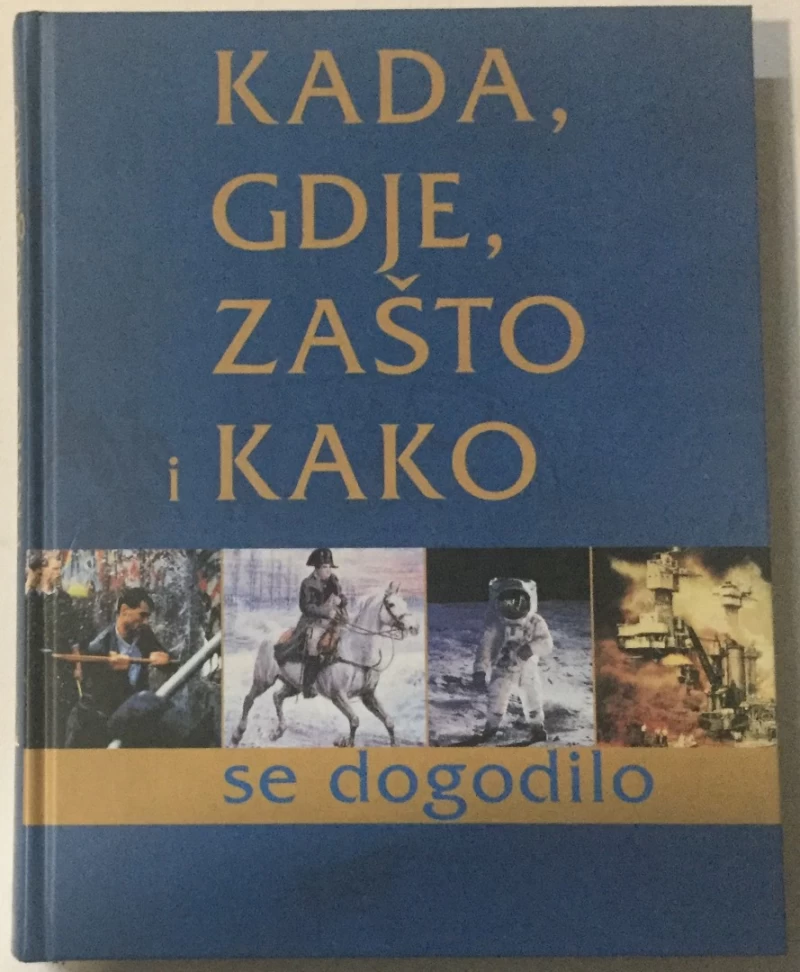 KADA,
GDJE,
ZAŠTO
i KAKO
se dogodilo